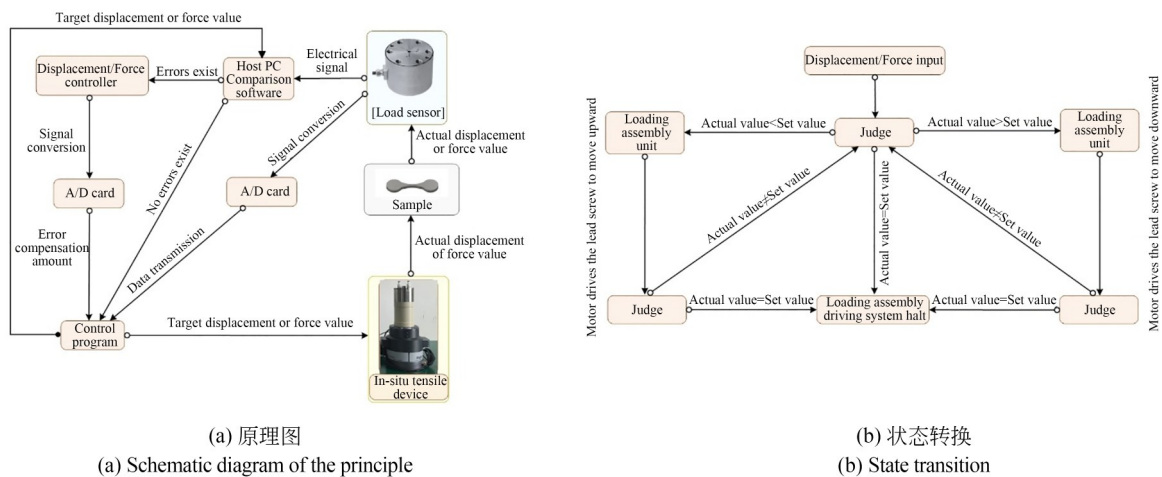 Target displacement or force value
Displacement/Force
controller
Errors exist
Host PC
Comparison
software
Electrical
signal
[Load sensor]
Signal
conversion
No errors exist
Signal conversion
Actual displacement
or force value
A/D card
A/D card
Sample
Error
compensation
amount
Data transmission
Actual displacement
of force value
Control
program
Target displacement or force value
In-situ tensile
device
(a) 原理图
(a) Schematic diagram of the principle
Motor drives the lead screw to move upward
Displacement/Force input
Loading
assembly
unit
Actual value<Set value
Judge
Actual value>Set value
Loading
assembly
unit
Actual value≠Set value
Actual value=Set value
Actual value≠Set value
Judge
Actual value=Set value
Loading assembly
driving system halt
Actual value=Set value
Judge
Motor drives the lead screw to move downward
(b) 状态转换
(b) State transition